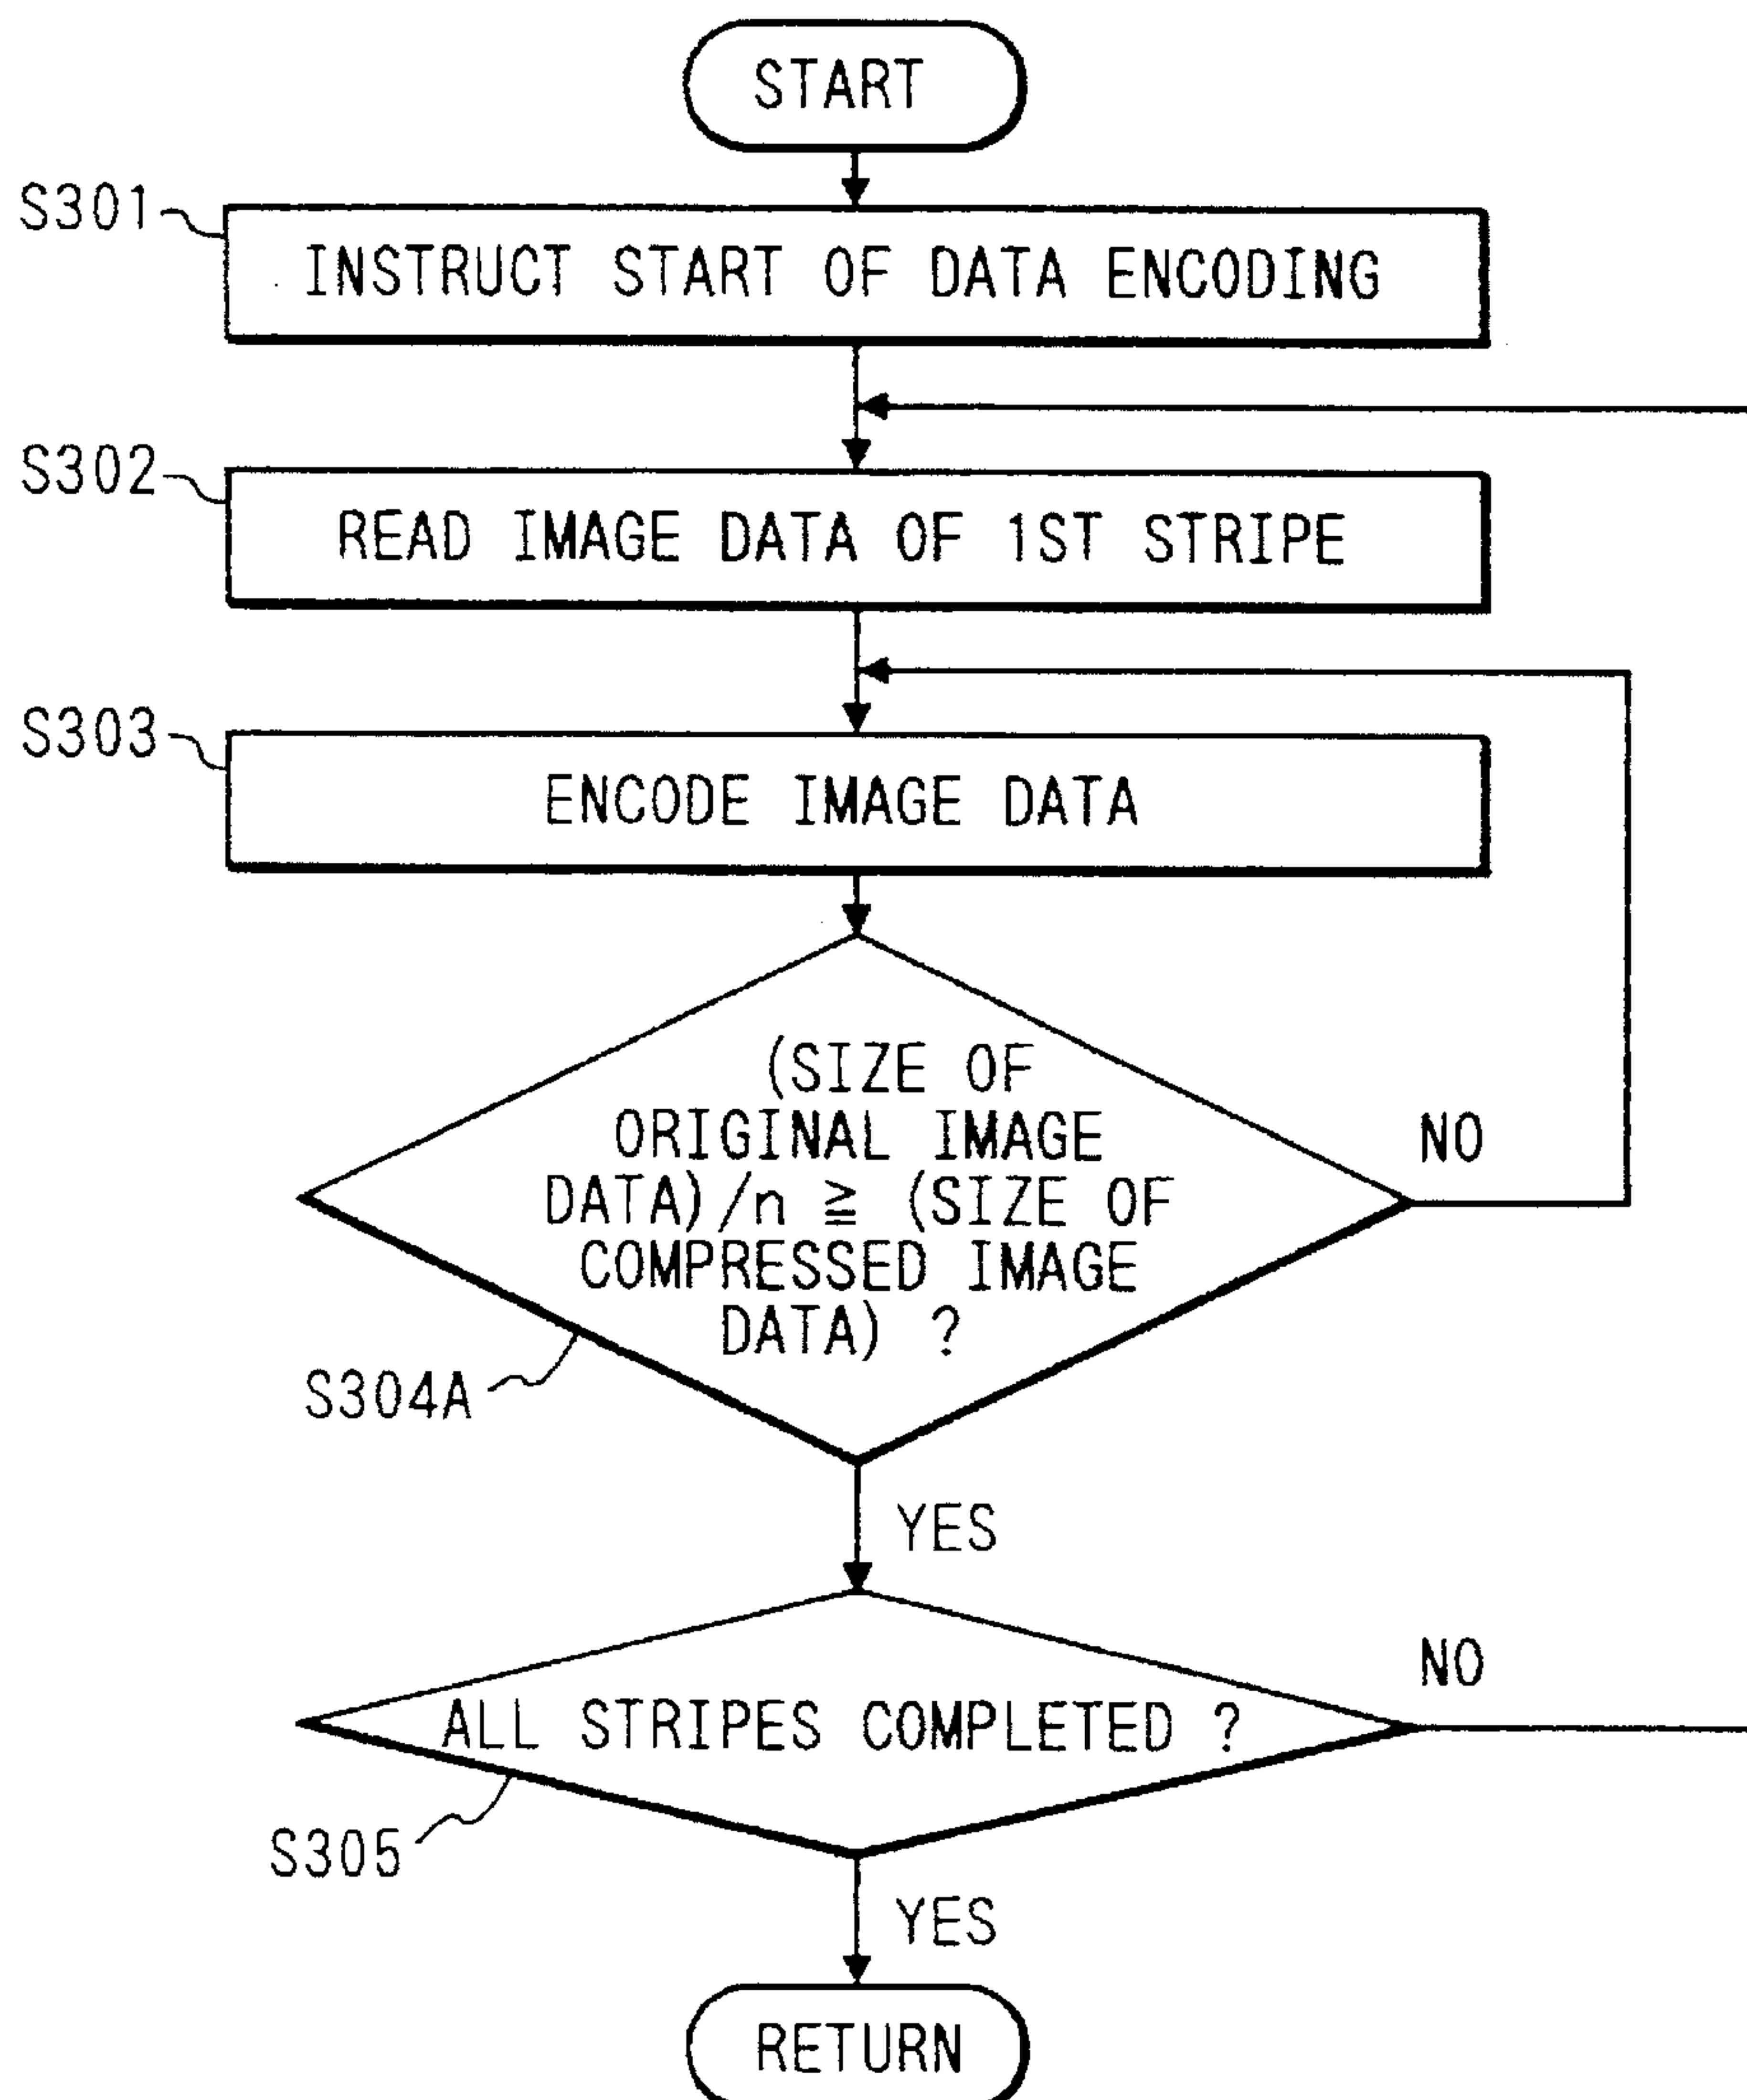 START
S301
INSTRUCT START OF DATA ENCODING
S302
READ IMAGE DATA OF 1ST STRIPE
S303
ENCODE IMAGE DATA
(SIZE OF
ORIGINAL IMAGE
DATA)/n ≧ (SIZE OF
COMPRESSED IMAGE
DATA) ?
NO
S304A
YES
ALL STRIPES COMPLETED ?
NO
S305
YES
RETURN